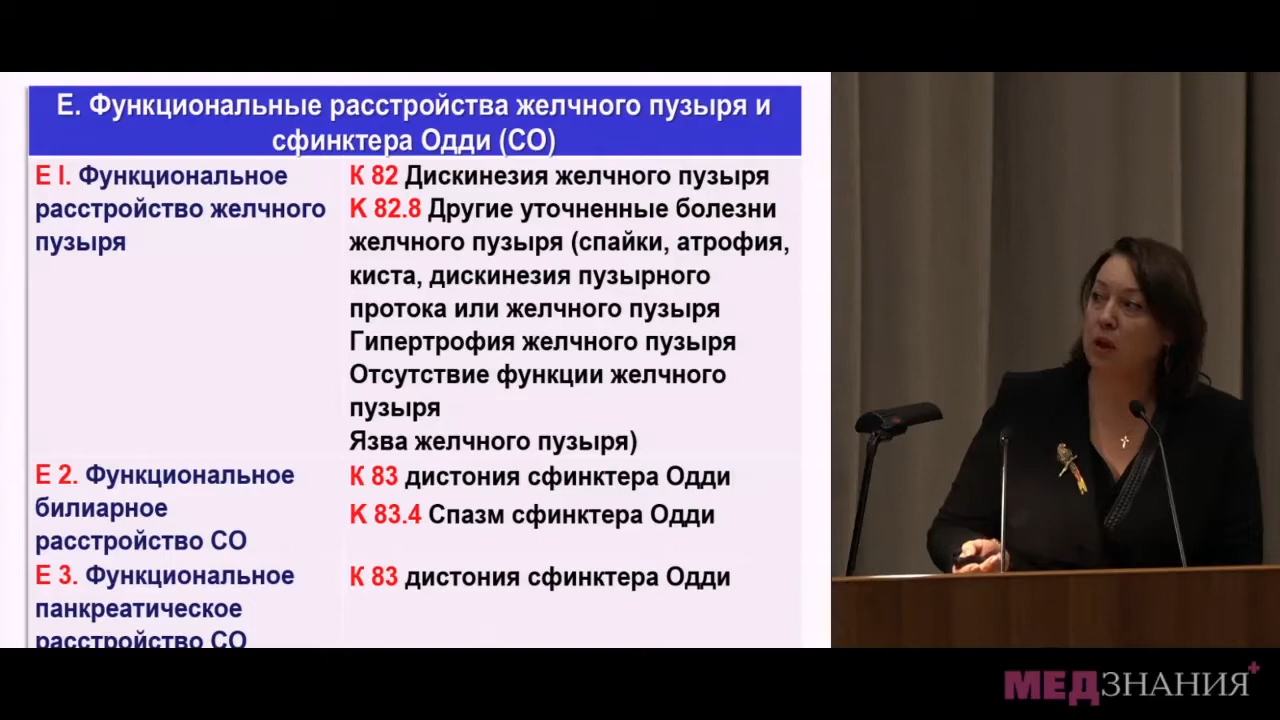 Е. Функциональные расстройства желчного пузыря и
сфинктера Одди (СО)
Е I. Функциональное
расстройство желчного
пузыря
К 82 Дискинезия желчного пузыря
К 82.8 Другие уточненные болезни
желчного пузыря (спайки, атрофия,
киста, дискинезия пузырного
протока или желчного пузыря
Гипертрофия желчного пузыря
Отсутствие функции желчного
пузыря
Язва желчного пузыря)
Е 2. Функциональное
билиарное
расстройство СО
К 83 дистония сфинктера Одди
К 83.4 Спазм сфинктера Одди
Е 3. Функциональное
панкреатическое
расстройство СО
К 83 дистония сфинктера Одди
МЕДЗНАНИЯ+